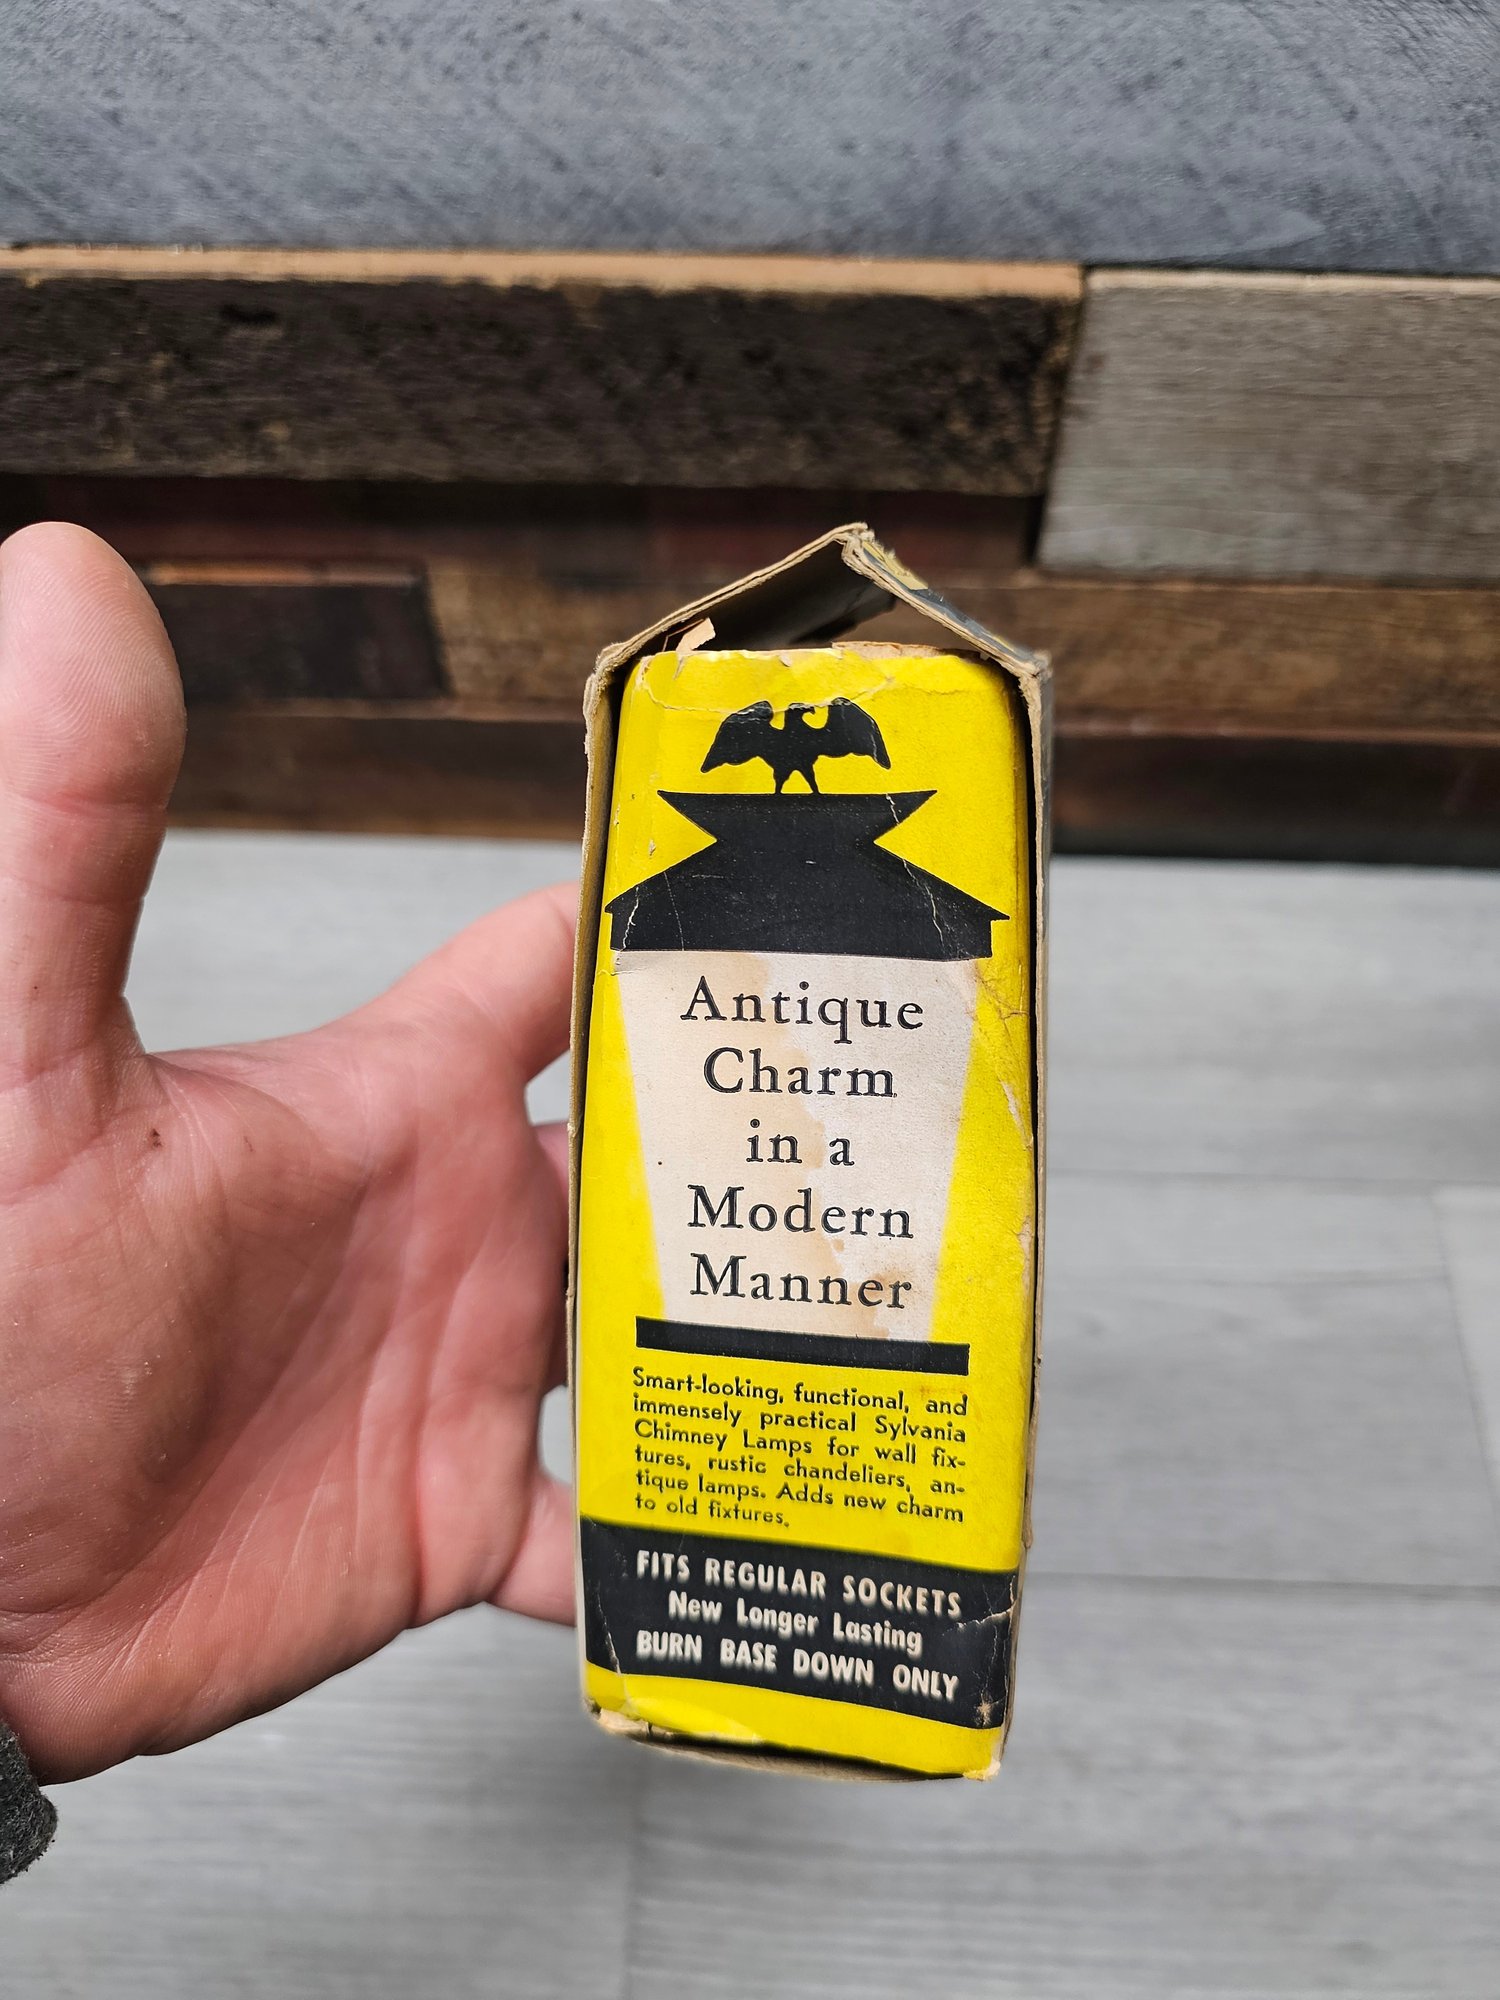 Antique
Charm
in a
Modern
Manner
Smart-looking, functional, and
immensely practical Sylvania
Chimney Lamps for wall fix-
tures, rustic chandeliers, an-
tique lamps. Adds new charm
to old fixtures.
FITS REGULAR SOCKETS
New Longer Lasting
BURN BASE DOWN ONLY